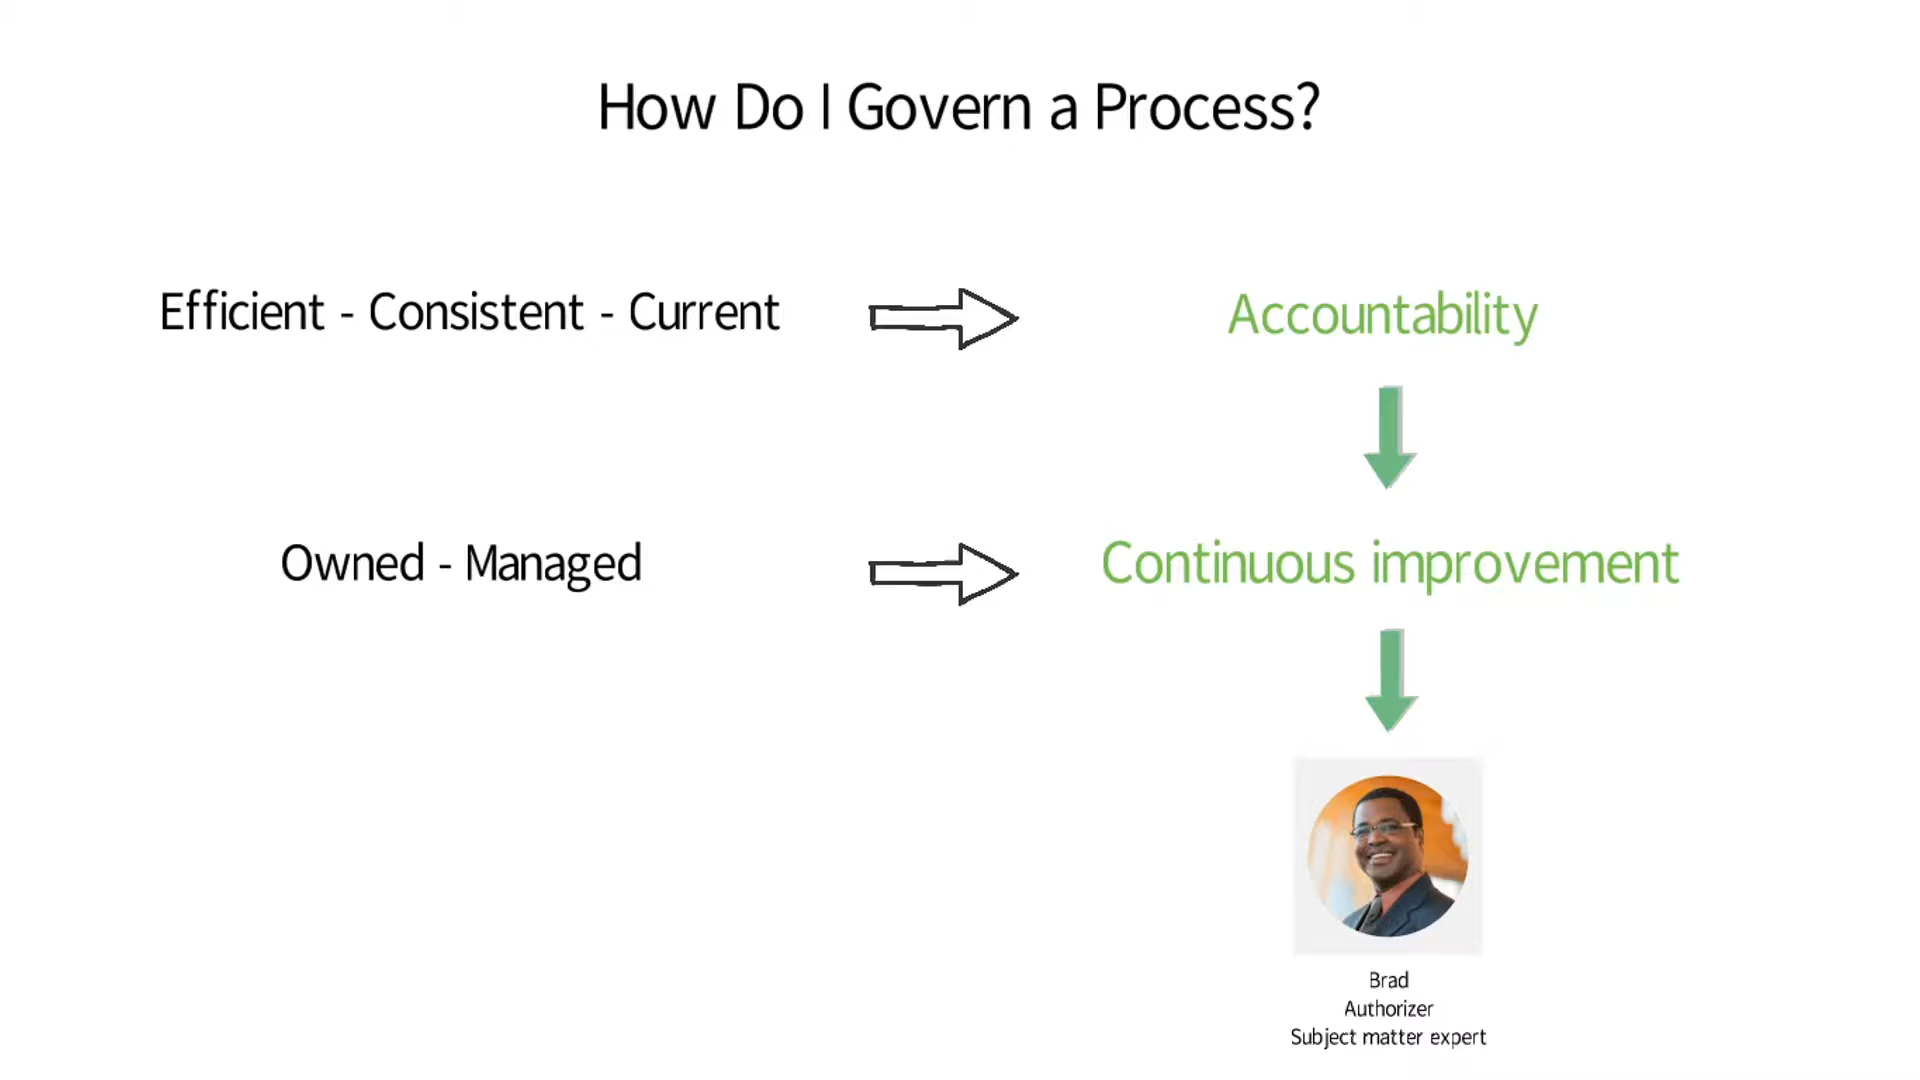 How Do I Govern a Process?
Efficient - Consistent - Current
Accountability
Owned - Managed
Continuous improvement
Brad
Authorizer
Subject matter expert